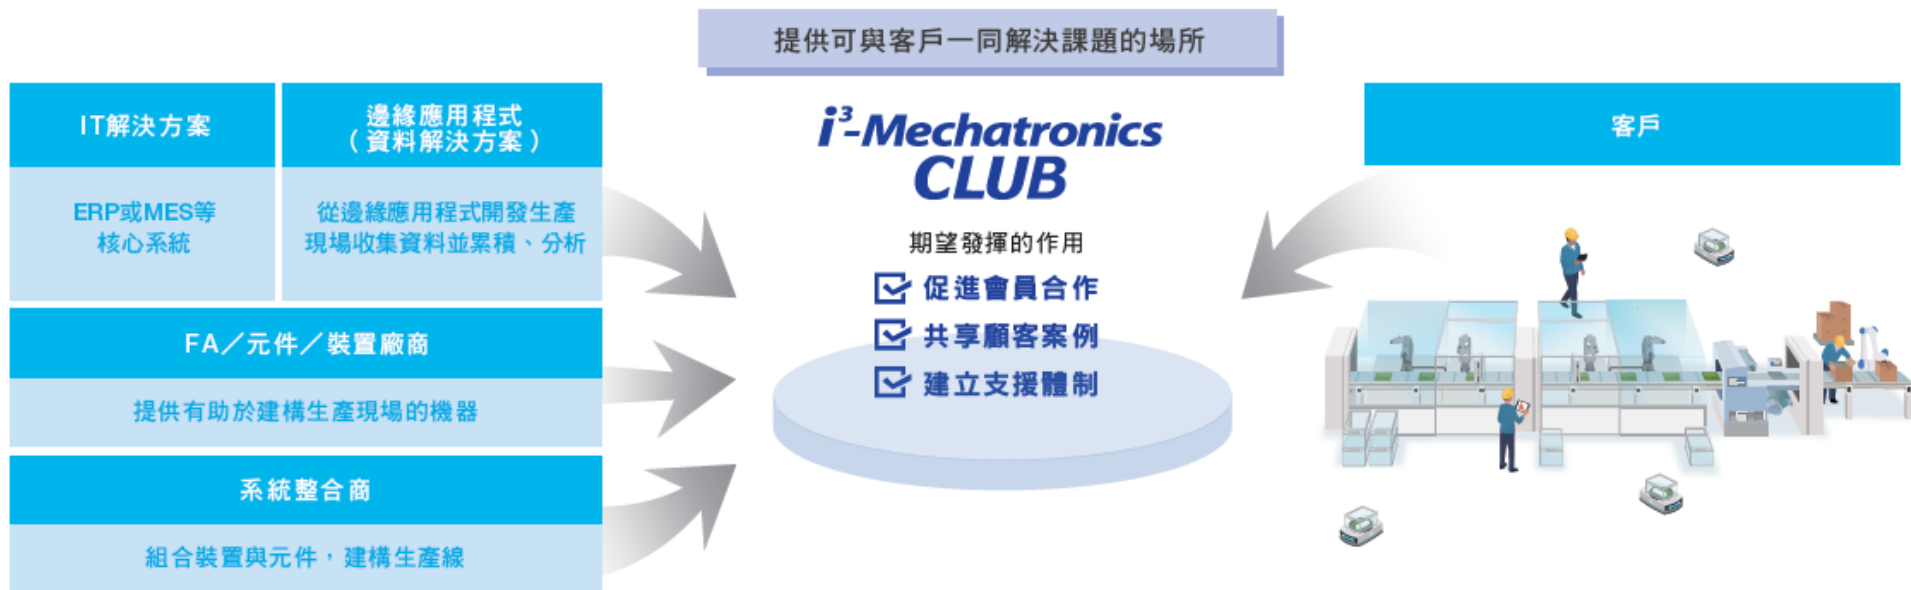 提供可與客戶一同解決課題的場所
IT解決方案
邊緣應用程式
（資料解決方案）
ERP或MES等
核心系統
從邊緣應用程式開發生產
現場收集資料並累積、分析
FA／元件／裝置廠商
提供有助於建構生產現場的機器
系統整合商
組合裝置與元件，建構生產線
i³-Mechatronics
CLUB
期望發揮的作用
促進會員合作
共享顧客案例
建立支援體制
客戶